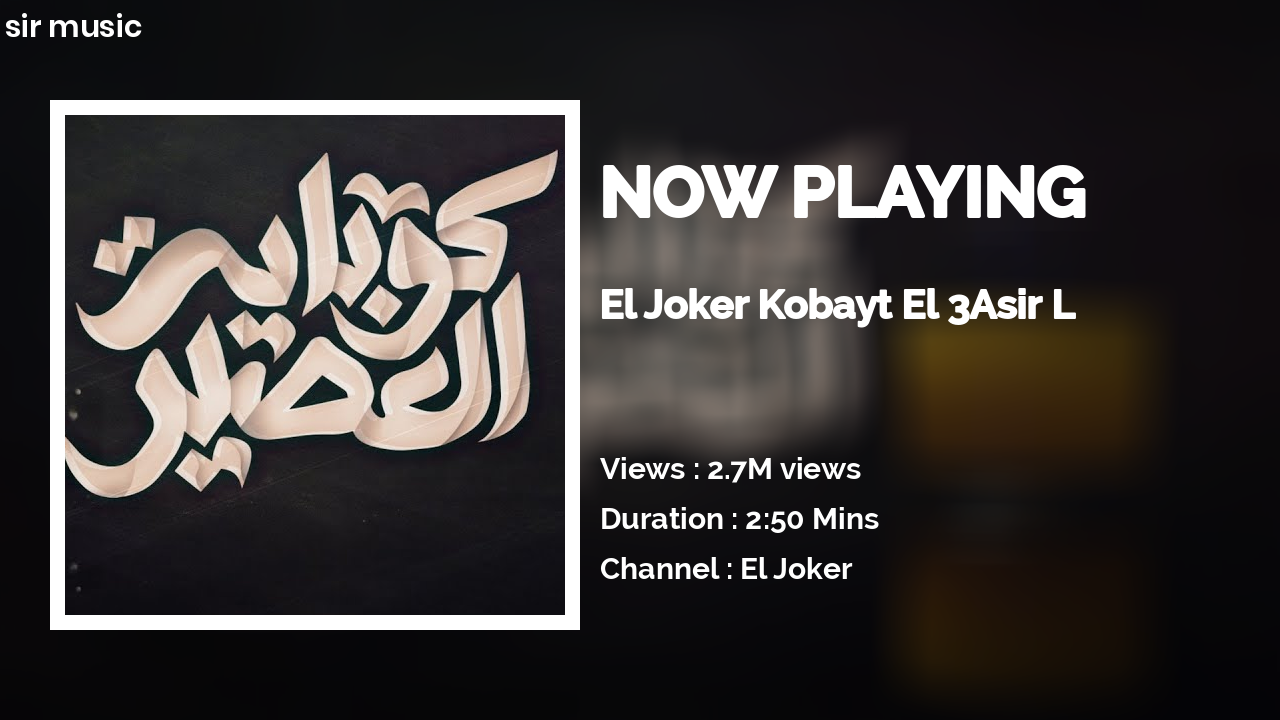 sir music
كوباية
العصير
NOW PLAYING
El Joker Kobayt El 3Asir L
Views : 2.7M views
Duration : 2:50 Mins
Channel : El Joker